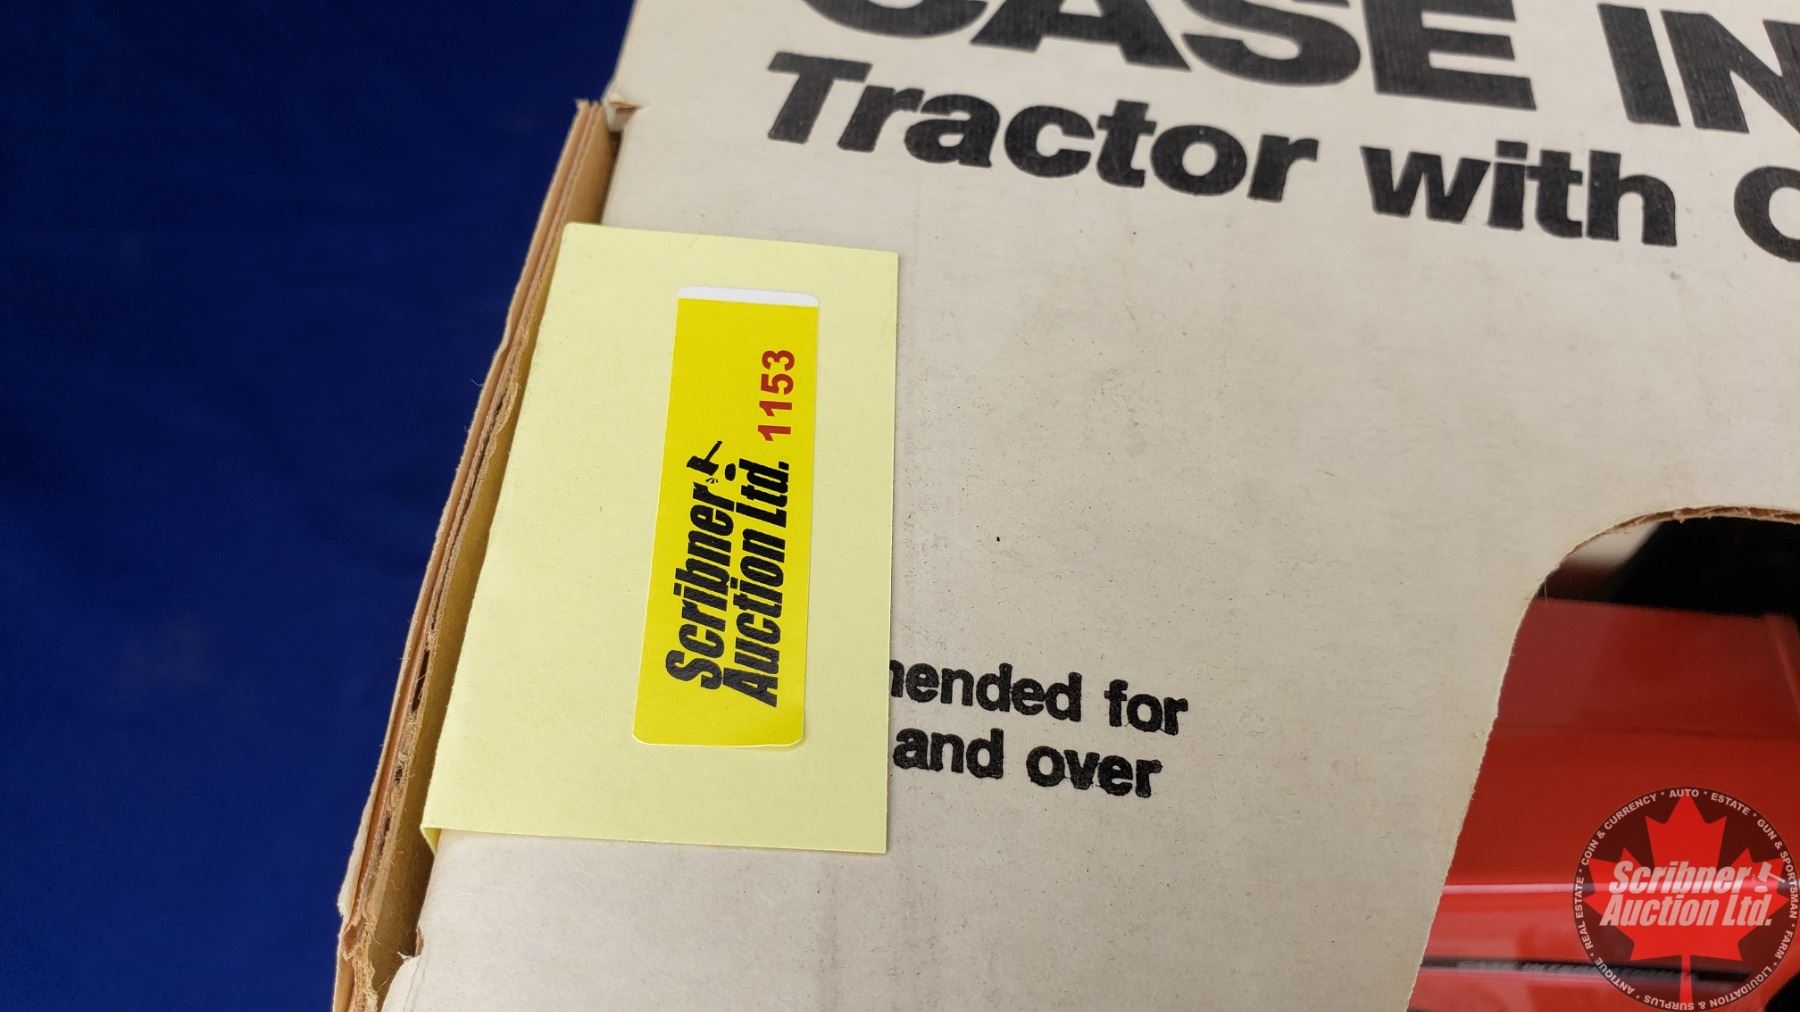 CASE IN
Tractor with C
Scribner
Auction Ltd. 1153
mended for
and over
Scribner
Auction Ltd.
COIN & CURRENCY • AUTO • ESTATE • GUN & SPORTSMAN • FARM • LIQUIDATION & SURPLUS • ANTIQUE • REAL ESTATE •